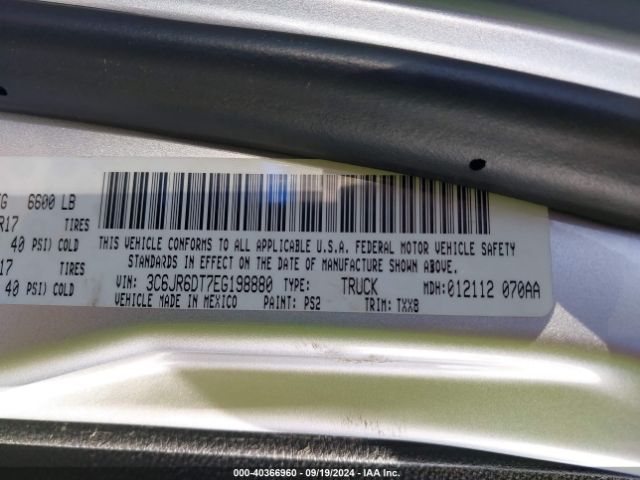 6600 LB
R17 TIRES
40 PSI) COLD
17 TIRES
40 PSI) COLD
THIS VEHICLE CONFORMS TO ALL APPLICABLE U.S.A. FEDERAL MOTOR VEHICLE SAFETY
STANDARDS IN EFFECT ON THE DATE OF MANUFACTURE SHOWN ABOVE.
VIN: 3C6JR6DT7EG198880 TYPE: TRUCK MDH: 012112 070AA
VEHICLE MADE IN MEXICO PAINT: PS2 TRIM: TXX8
000-40366960 - 09/19/2024 - IAA Inc.